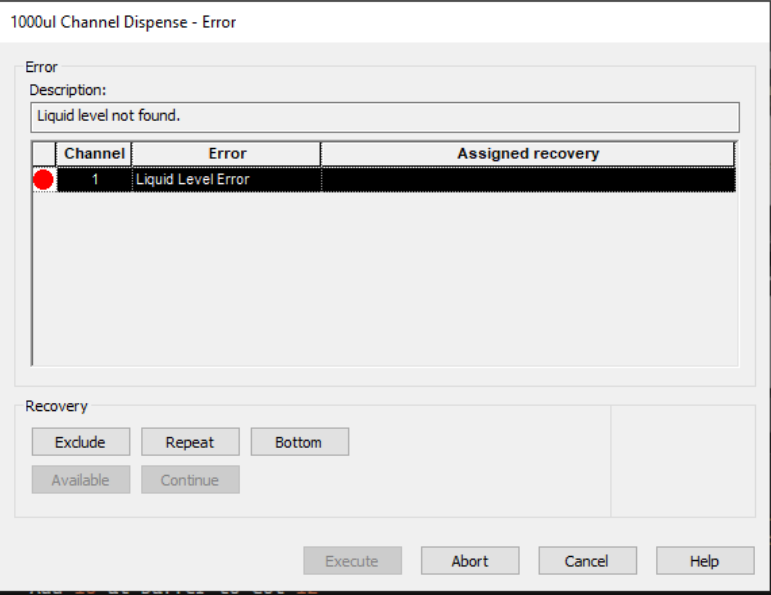 1000ul Channel Dispense - Error
Error
Description:
Liquid level not found.
Channel Error Assigned recovery
1 Liquid Level Error
Recovery
Exclude Repeat Bottom
Available Continue
Execute Abort Cancel Help